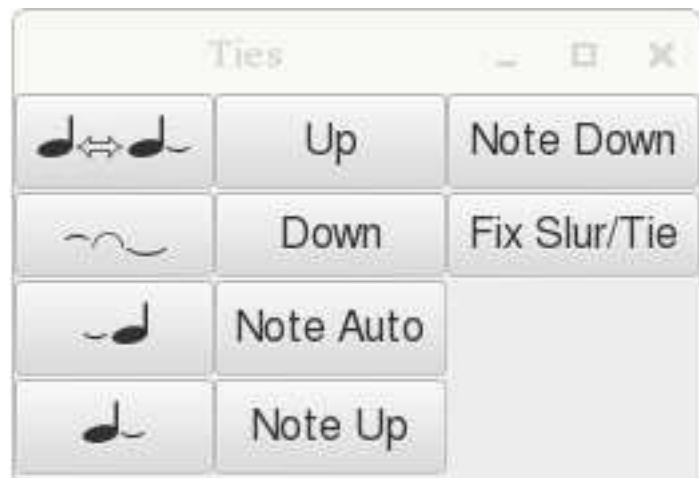 Ties
Up Note Down
Down Fix Slur/Tie
Note Auto
Note Up